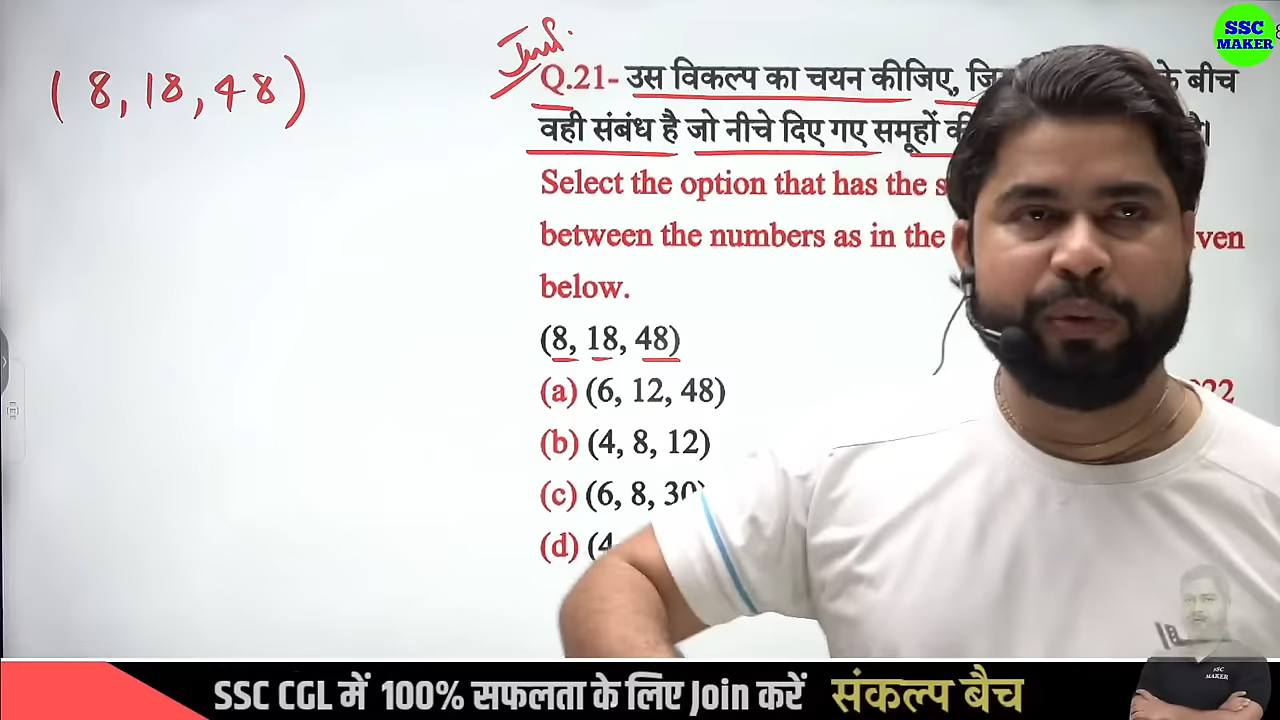 SSC
MAKER
(8, 18, 48)
Q.21- उस विकल्प का चयन कीजिए, के बीच
वही संबंध है जो नीचे दिए गए समूहों
Select the option that has the
between the numbers as in the
below.
(8, 18, 48)
(a) (6, 12, 48)
(b) (4, 8, 12)
(c) (6, 8, 30)
(d) (4
SSC CGL में 100% सफलता के लिए Join करें संकल्प बैच
SSC
MAKER